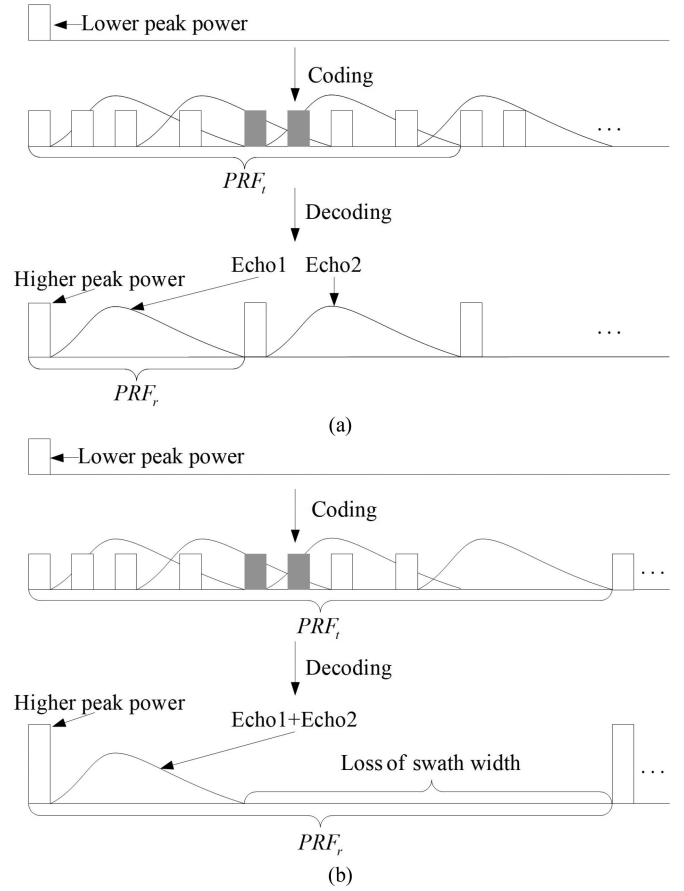 Lower peak power
Coding
...
PRF_t
Decoding
Echo1 Echo2
Higher peak power
...
PRF_r
(a)
Lower peak power
Coding
...
PRF_t
Decoding
Higher peak power
Echo1+Echo2
Loss of swath width
...
PRF_r
(b)